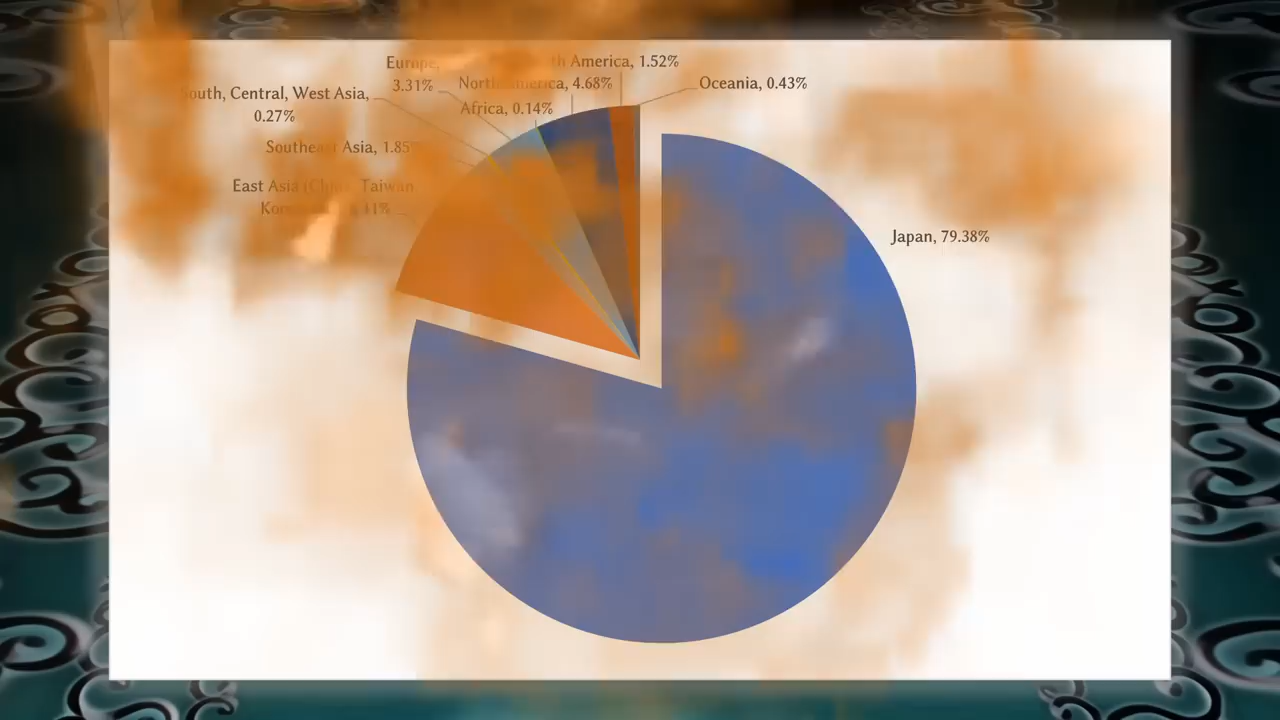 Europe,
3.31%
America, 1.52%
North America, 4.68%
Oceania, 0.43%
South, Central, West Asia,
0.27%
Africa, 0.14%
Southeast Asia, 1.85%
East Asia (China, Taiwan,
Japan, 79.38%